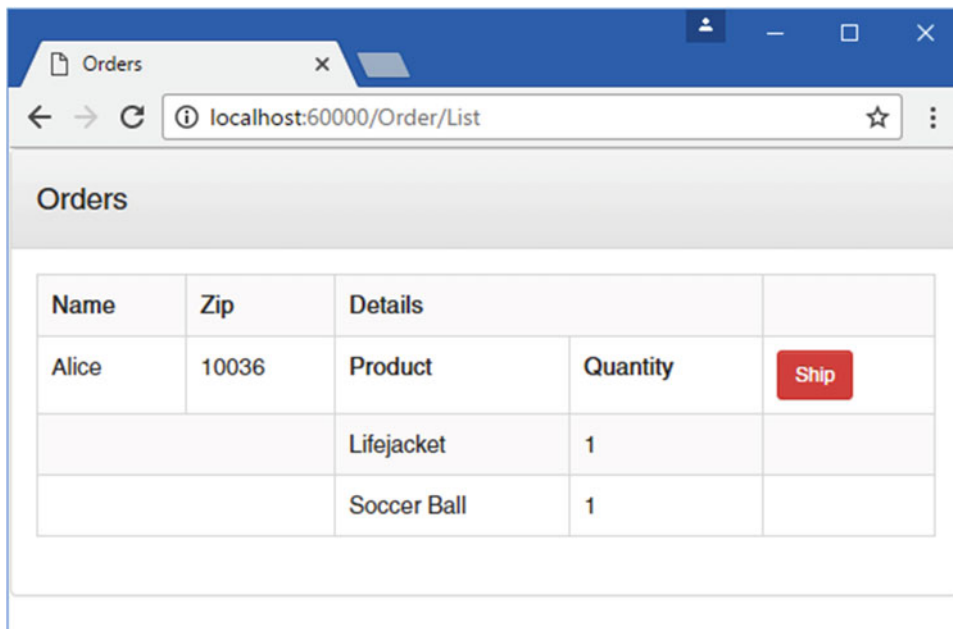 Orders
localhost:60000/Order/List
Orders
Name Zip Details
Alice 10036 Product Quantity Ship
Lifejacket 1
Soccer Ball 1